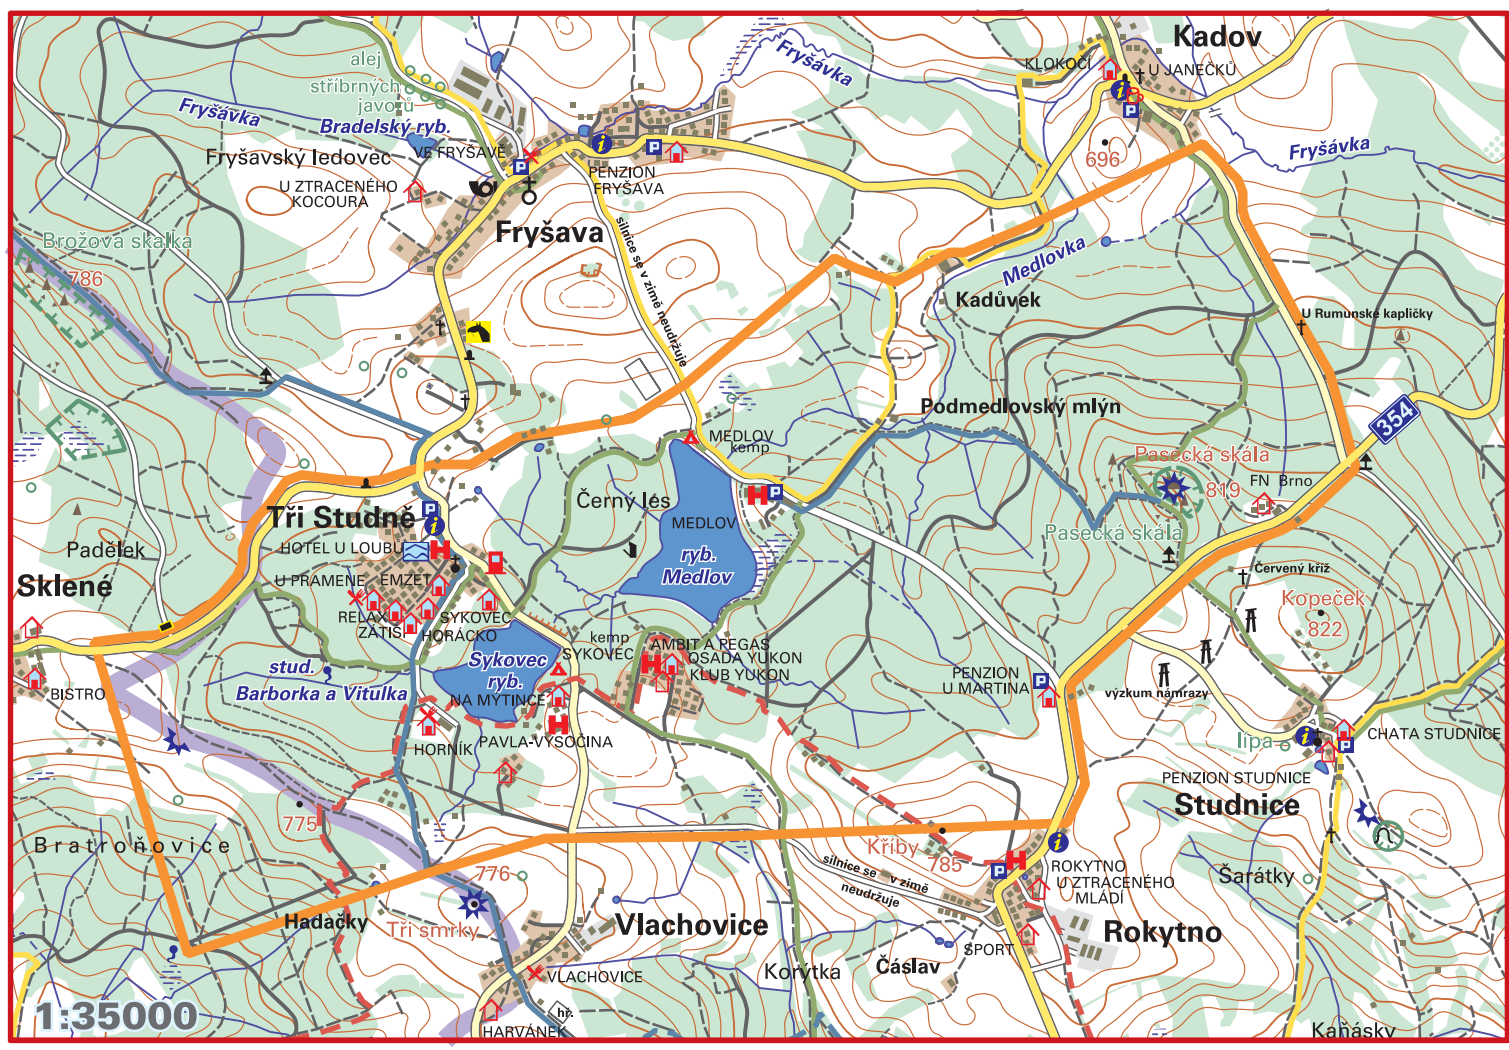 Kadov
KLOKOČÍ
U JANEČKŮ
Fryšávka
alej
stříbrných
javorů
Fryšávka
Bradelský ryb.
VE FRYŠAVĚ
Fryšavský ledovec
696
Fryšávka
U ZTRACENÉHO
KOCOURA
PENZION
FRYŠAVA
Fryšava
silnice se v zimě neudržuje
Brožova skalka
786
Medlovka
Kadůvek
U Rumunské kapličky
Podmedlovský mlýn
354
MEDLOV
kemp
Pasecká skála
819
FN Brno
Černý les
Tři Studně
MEDLOV
Pasecká skála
HOTEL U LOUBU
Padělek
ryb.
Medlov
Sklené
U PRAMENE
EMZET
Červený kříž
Kopeček
822
RELAX
SYKOVEC
ZÁTIŠÍ
HORÁCKO
kemp
SYKOVEC
AMBIT A PEGAS
OSADA YUKON
KLUB YUKON
stud.
Barborka a Vitulka
Sykovec
ryb.
PENZION
U MARTINA
výzkum námrazy
BISTRO
NA MÝTINCE
HORNÍK
PAVLA-VYSOČINA
lípa
CHATA STUDNICE
PENZION STUDNICE
Studnice
775
Bratroňovice
Kříby
785
silnice se v zimě
neudržuje
ROKYTNO
U ZTRACENÉHO
MLÁDÍ
Šarátky
776
Hadačky
Tři smrky
Vlachovice
Rokytno
SPORT
Čáslav
Korýtka
VLACHOVICE
hř.
HARVÁNEK
Kaňásky
1:35000